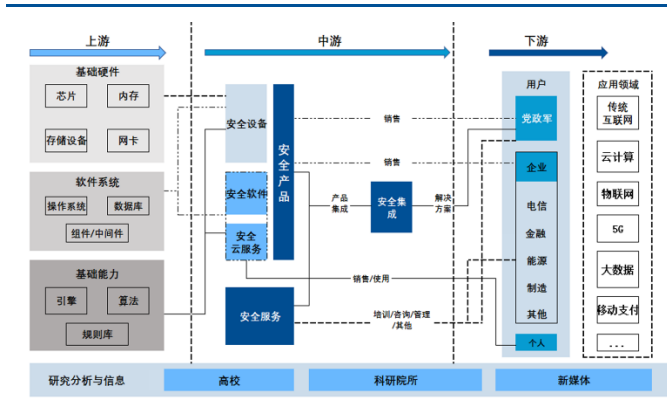 上游
中游
下游
基础硬件
芯片
内存
存储设备
网卡
软件系统
操作系统
数据库
组件/中间件
基础能力
引擎
算法
规则库
安全设备
安全软件
安全
云服务
安全产品
安全服务
销售
销售
产品
集成
安全集
成
解决
方案
销售/使用
培训/咨询/管理
/其他
用户
党政军
企业
电信
金融
能源
制造
其他
个人
应用领域
传统
互联网
云计算
物联网
5G
大数据
移动支付
...
研究分析与信息
高校
科研院所
新媒体